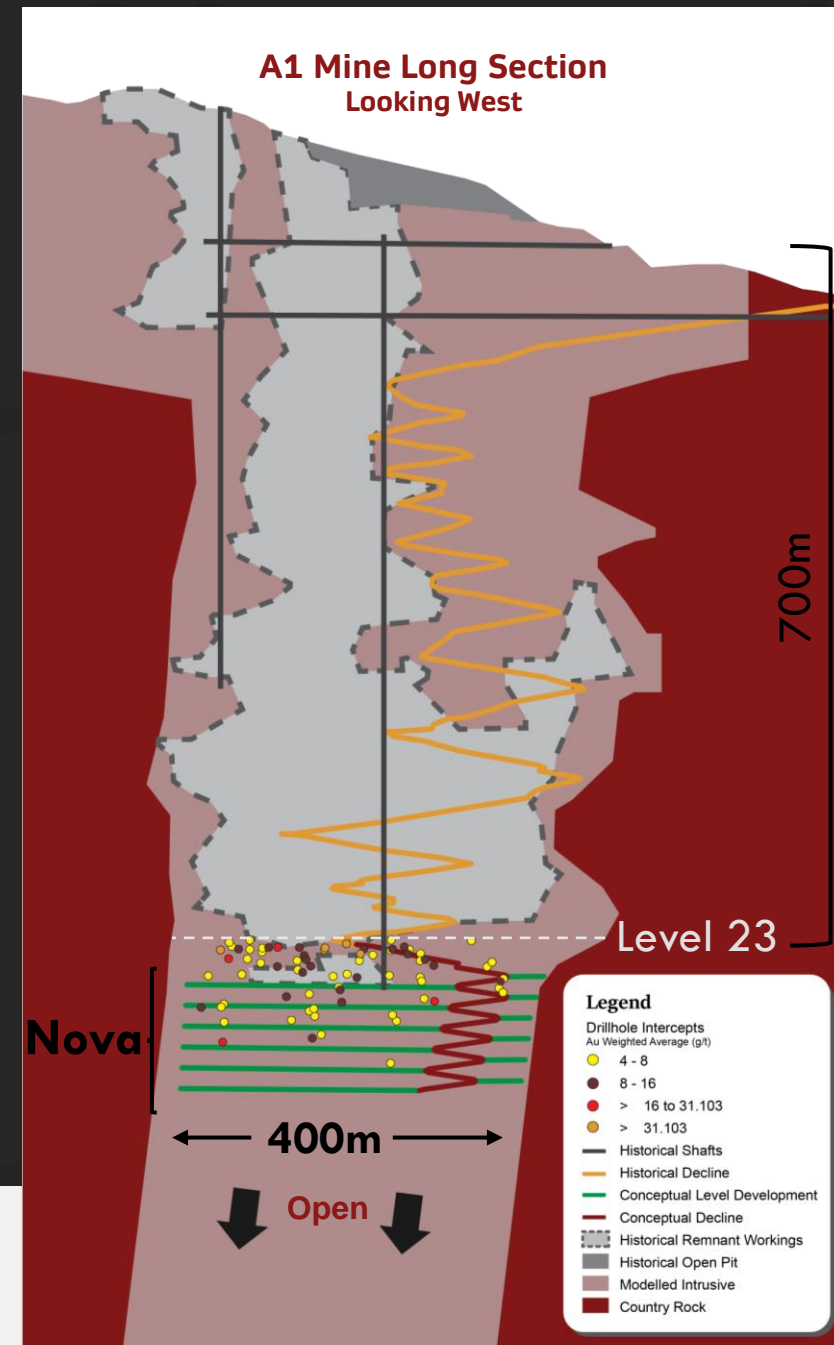 A1 Mine Long Section
Looking West
700m
Level 23
Nova
400m
Open
Legend
Drillhole Intercepts
Au Weighted Average (g/t)
4 - 8
8 - 16
> 16 to 31.103
> 31.103
Historical Shafts
Historical Decline
Conceptual Level Development
Conceptual Decline
Historical Remnant Workings
Historical Open Pit
Modelled Intrusive
Country Rock